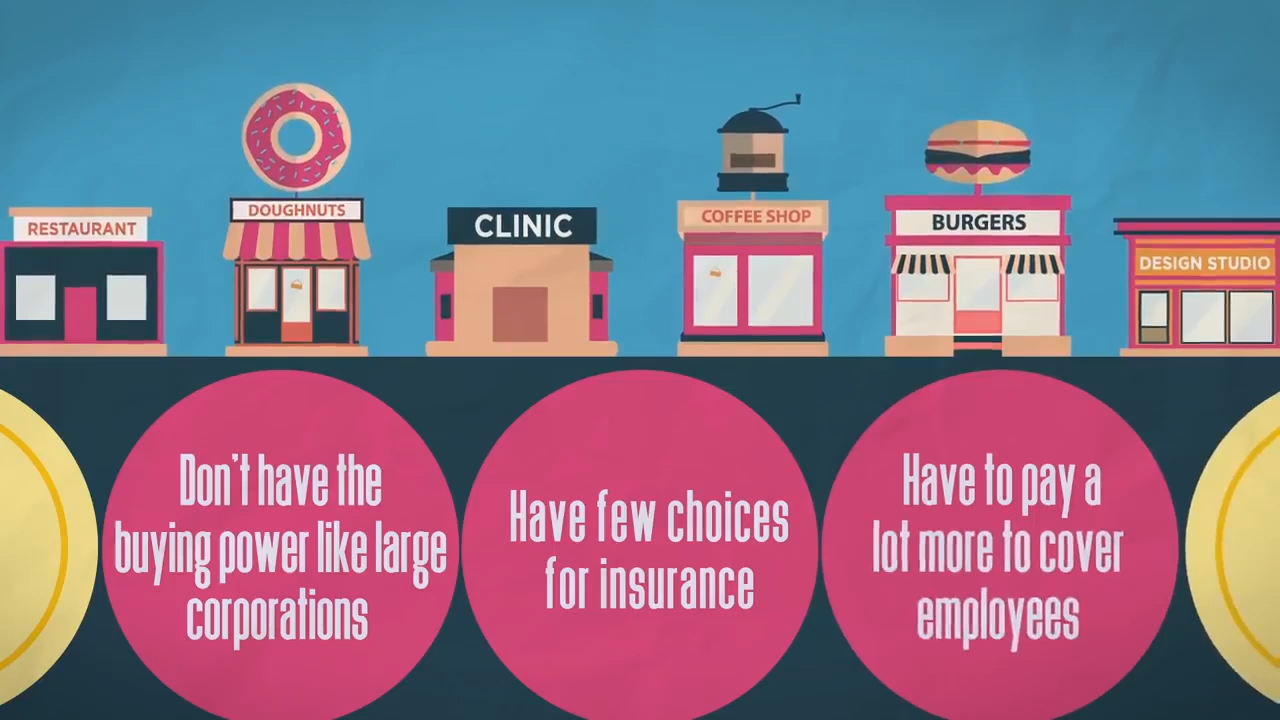 RESTAURANT
DOUGHNUTS
CLINIC
COFFEE SHOP
BURGERS
DESIGN STUDIO
Don't have the
buying power like large
corporations
Have few choices
for insurance
Have to pay a
lot more to cover
employees